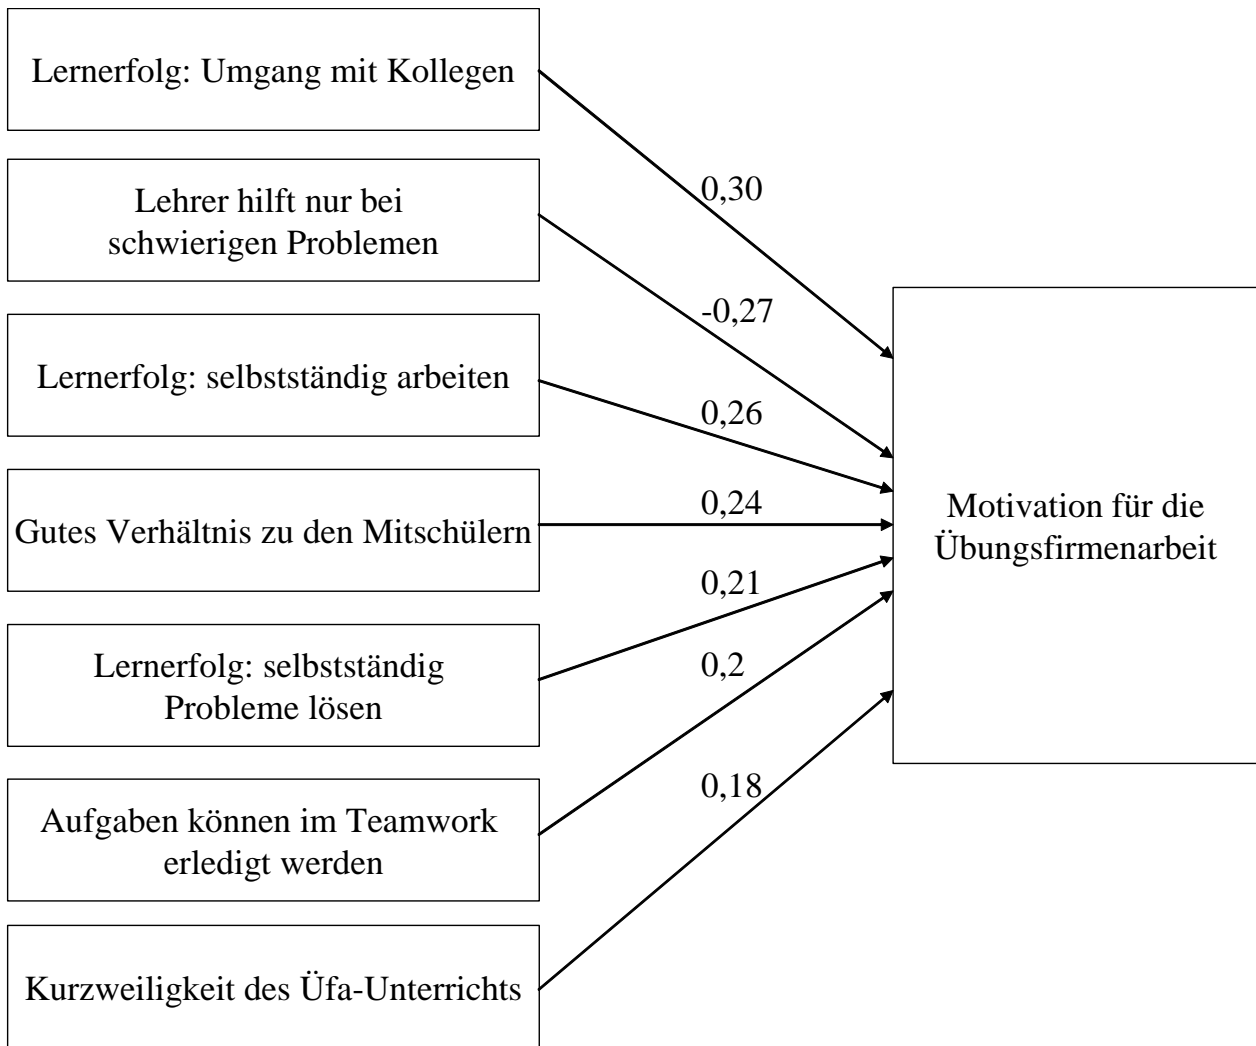 Lernerfolg: Umgang mit Kollegen
0,30
Lehrer hilft nur bei
schwierigen Problemen
-0,27
Lernerfolg: selbstständig arbeiten
0,26
Gutes Verhältnis zu den Mitschülern
0,24
Lernerfolg: selbstständig
Probleme lösen
0,21
Aufgaben können im Teamwork
erledigt werden
0,2
Kurzweiligkeit des Üfa-Unterrichts
0,18
Motivation für die
Übungsfirmenarbeit